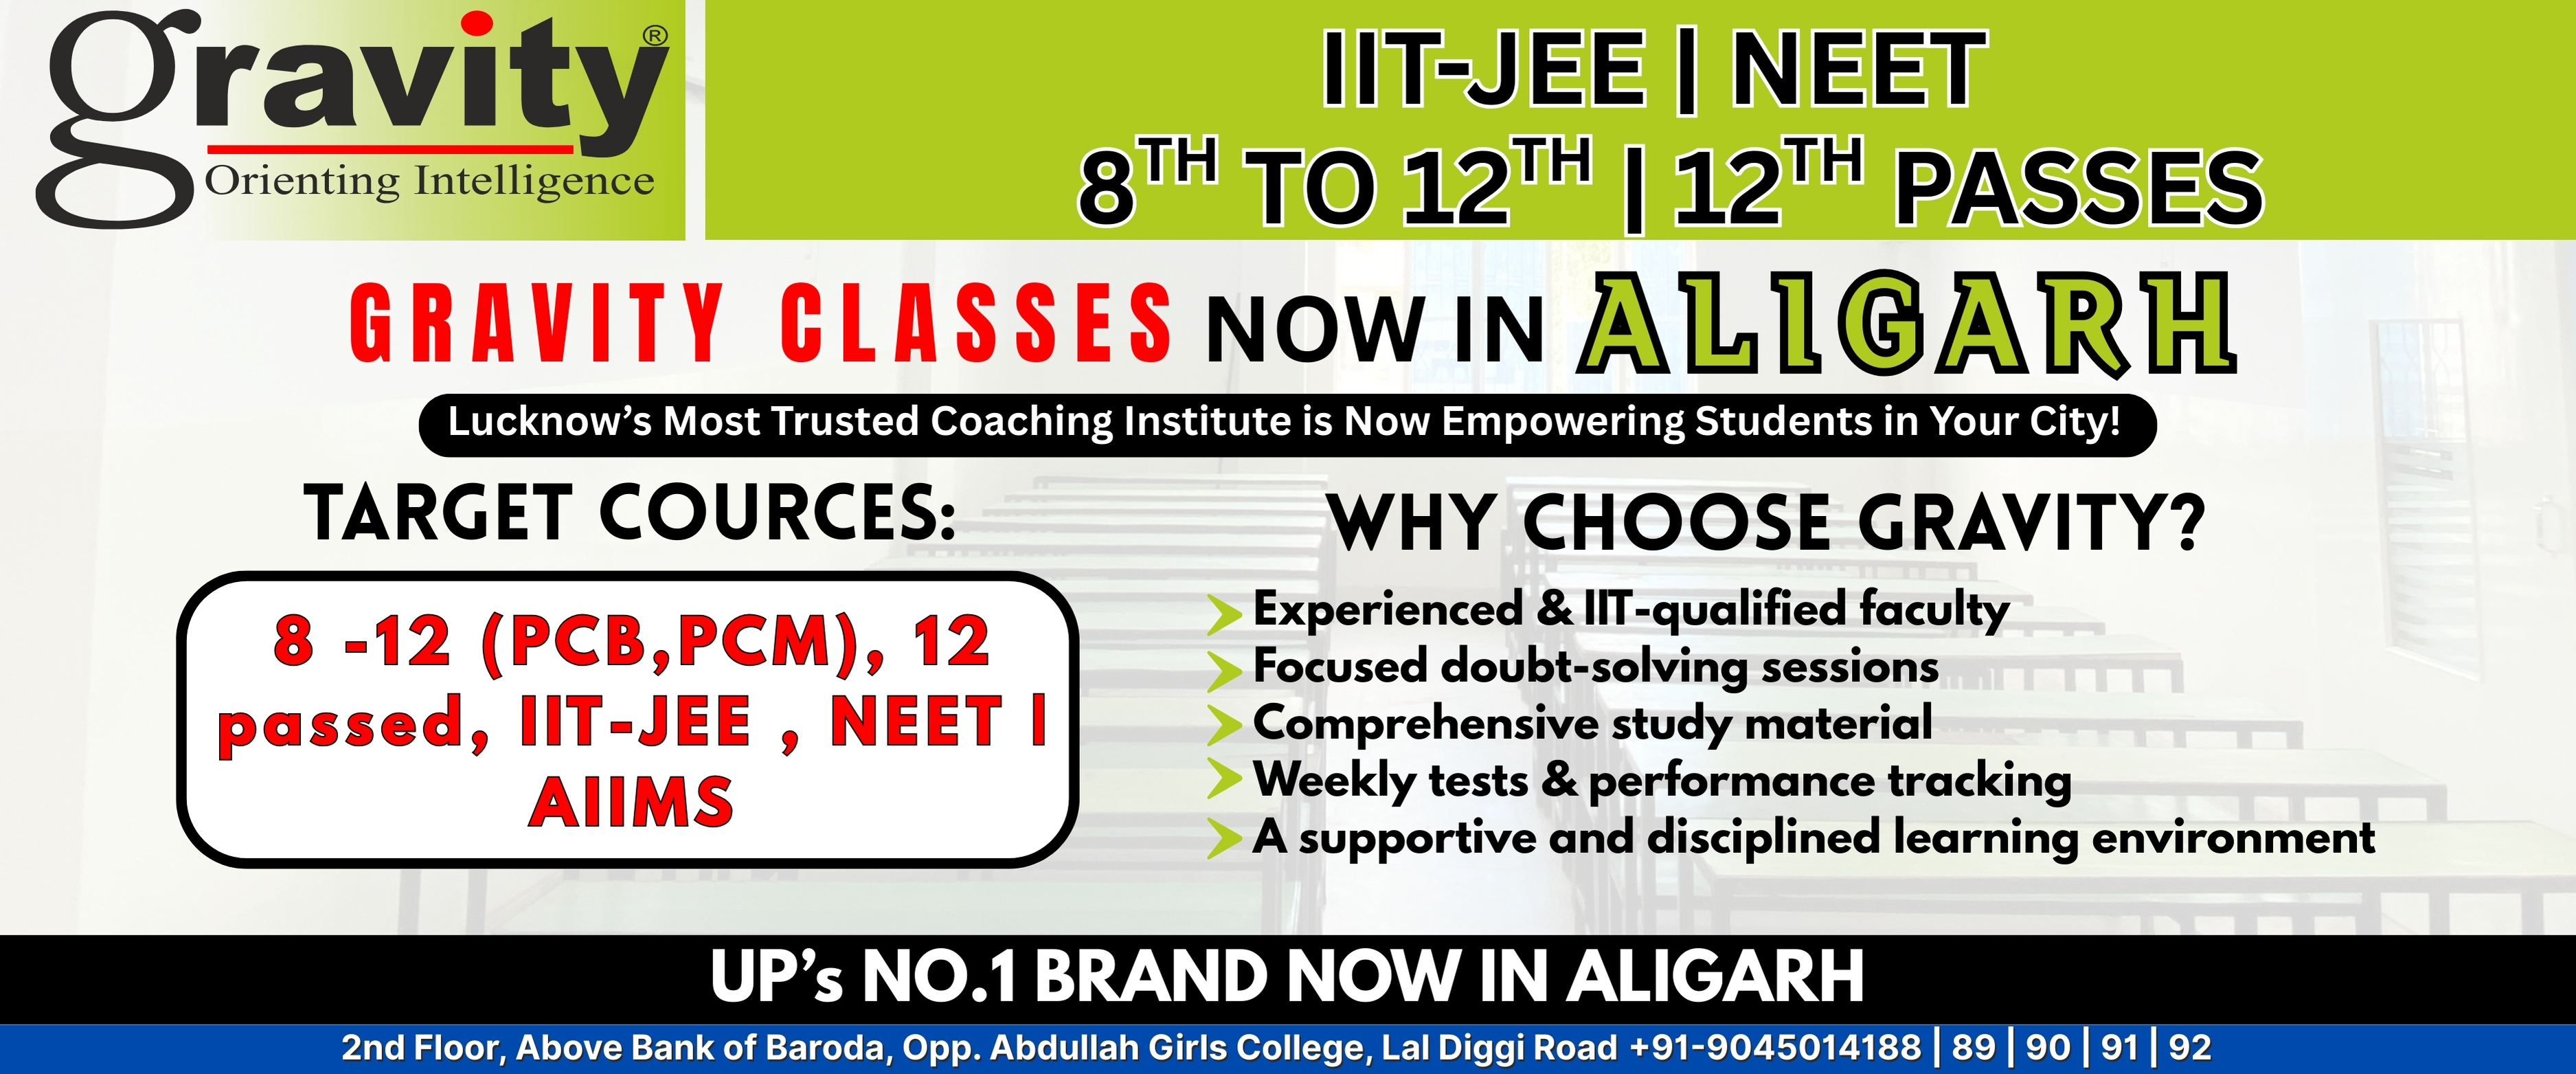 gravity®
Orienting Intelligence
IIT-JEE | NEET
8TH TO 12TH | 12TH PASSES
GRAVITY CLASSES NOW IN ALIGARH
Lucknow's Most Trusted Coaching Institute is Now Empowering Students in Your City!
TARGET COURCES:
8 -12 (PCB,PCM), 12
passed, IIT-JEE , NEET |
AIIMS
WHY CHOOSE GRAVITY?
Experienced & IIT-qualified faculty
Focused doubt-solving sessions
Comprehensive study material
Weekly tests & performance tracking
A supportive and disciplined learning environment
UP's NO.1 BRAND NOW IN ALIGARH
2nd Floor, Above Bank of Baroda, Opp. Abdullah Girls College, Lal Diggi Road +91-9045014188 | 89 | 90 | 91 | 92